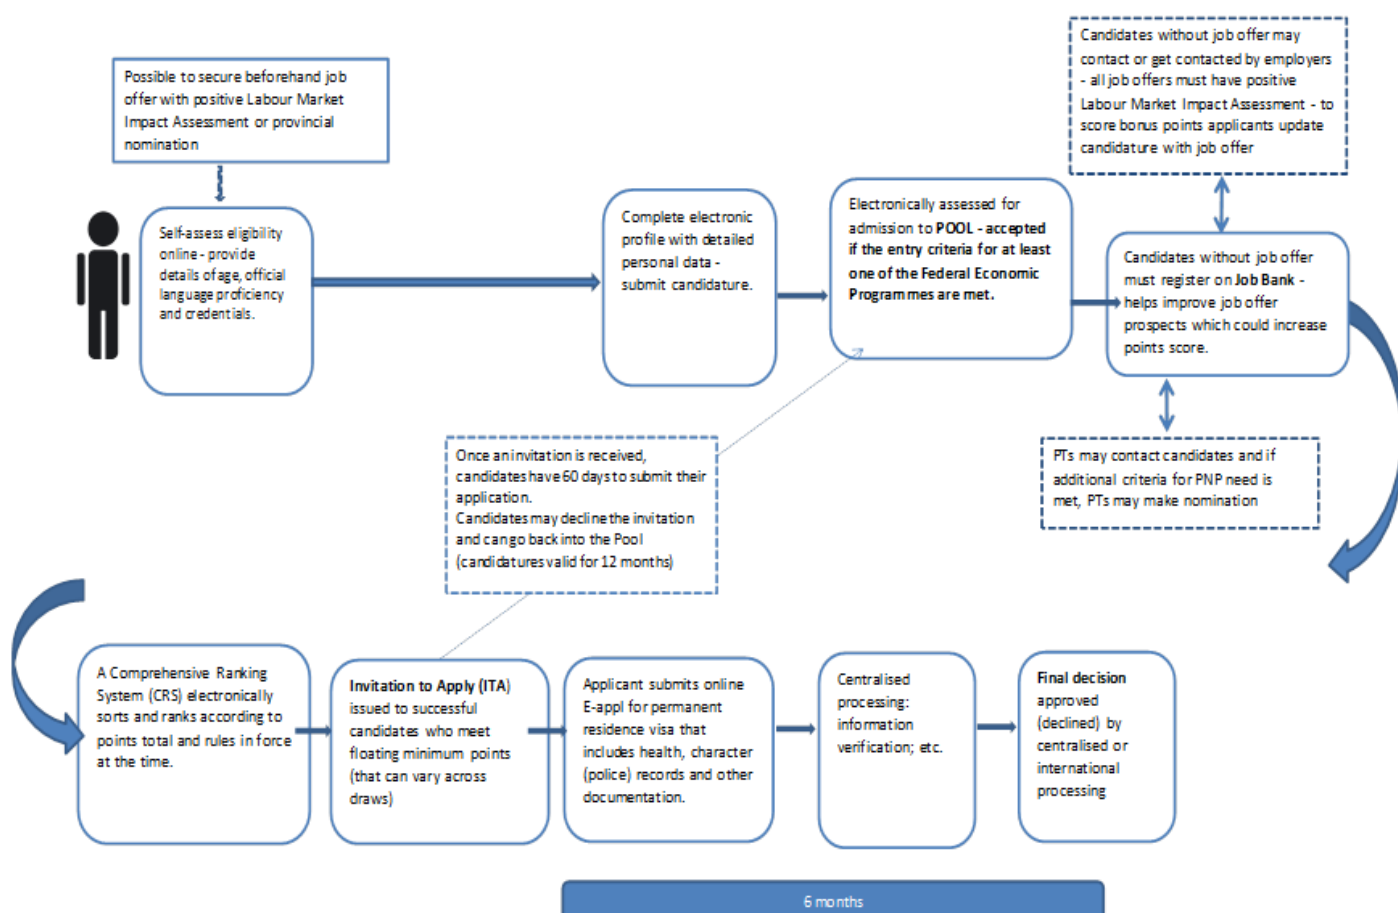 Possible to secure beforehand job
offer with positive Labour Market
Impact Assessment or provincial
nomination
Candidates without job offer may
contact or get contacted by employers
- all job offers must have positive
Labour Market Impact Assessment - to
score bonus points applicants update
candidature with job offer
Self-assess eligibility
online - provide
details of age, official
language proficiency
and credentials.
Complete electronic
profile with detailed
personal data -
submit candidature.
Electronically assessed for
admission to POOL - accepted
if the entry criteria for at least
one of the Federal Economic
Programmes are met.
Candidates without job offer
must register on Job Bank -
helps improve job offer
prospects which could increase
points score.
Once an invitation is received,
candidates have 60 days to submit their
application.
Candidates may decline the invitation
and can go back into the Pool
(candidatures valid for 12 months)
PTs may contact candidates and if
additional criteria for PNP need is
met, PTs may make nomination
A Comprehensive Ranking
System (CRS) electronically
sorts and ranks according to
points total and rules in force
at the time.
Invitation to Apply (ITA)
issued to successful
candidates who meet
floating minimum points
(that can vary across
draws)
Applicant submits online
E-appl for permanent
residence visa that
includes health, character
(police) records and other
documentation.
Centralised
processing:
information
verification; etc.
Final decision
approved
(declined) by
centralised or
international
processing
6 months